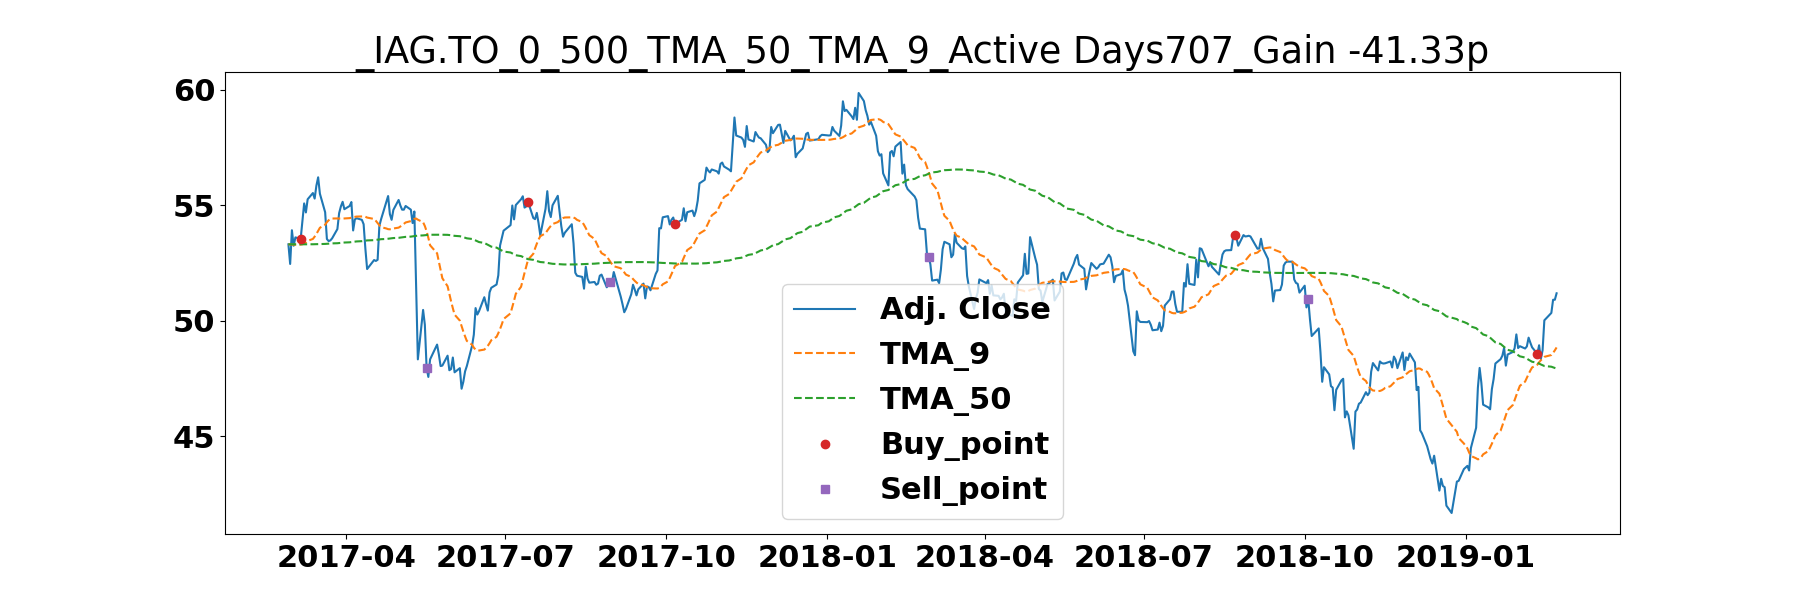 _IAG.TO_0_500_TMA_50_TMA_9_Active Days707_Gain -41.33p
60
55
50
45
Adj. Close
TMA_9
TMA_50
Buy_point
Sell_point
2017-04 2017-07 2017-10 2018-01 2018-04 2018-07 2018-10 2019-01